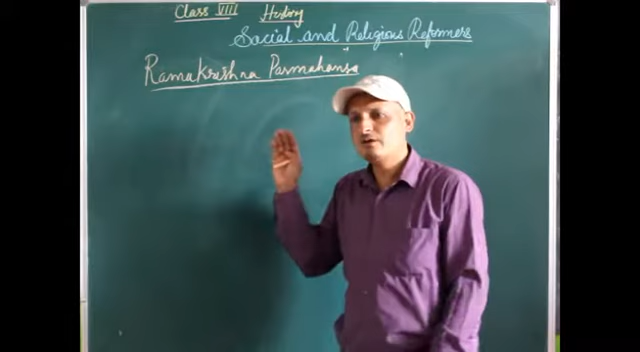 Class VIII History
Social and Religious Reformers
RamaKrishna Parmahansa